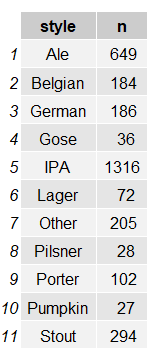 style n
1 Ale 649
2 Belgian 184
3 German 186
4 Gose 36
5 IPA 1316
6 Lager 72
7 Other 205
8 Pilsner 28
9 Porter 102
10 Pumpkin 27
11 Stout 294